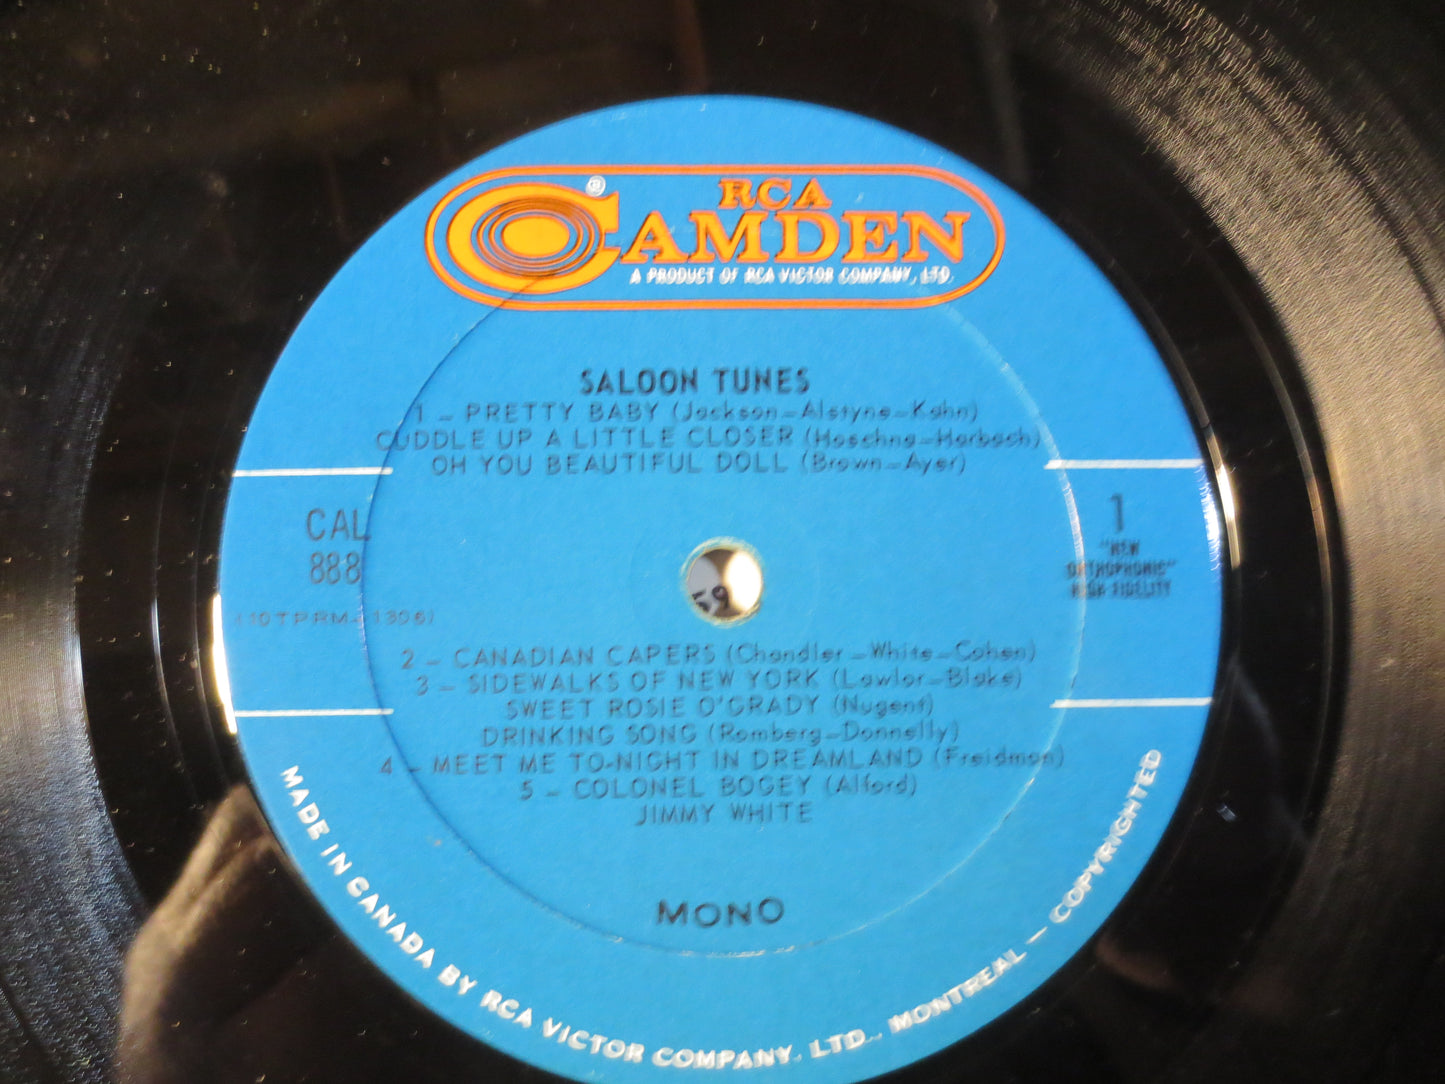 RCA
CAMDEN
®
A PRODUCT OF RCA VICTOR COMPANY, LTD.
SALOON TUNES
1 – PRETTY BABY (Jackson–Alstyne–Kahn)
CUDDLE UP A LITTLE CLOSER (Hoschna–Harbach)
OH YOU BEAUTIFUL DOLL (Brown–Ayer)
CAL
888
(10TPRM-1306)
1
"NEW
ORTHOPHONIC"
HIGH FIDELITY
2 – CANADIAN CAPERS (Chandler–White–Cohen)
3 – SIDEWALKS OF NEW YORK (Lawlor–Blake)
SWEET ROSIE O'GRADY (Nugent)
DRINKING SONG (Romberg–Donnelly)
4 – MEET ME TO-NIGHT IN DREAMLAND (Freidman)
5 – COLONEL BOGEY (Alford)
JIMMY WHITE
MONO
MADE IN CANADA BY RCA VICTOR COMPANY, LTD., MONTREAL – COPYRIGHTED